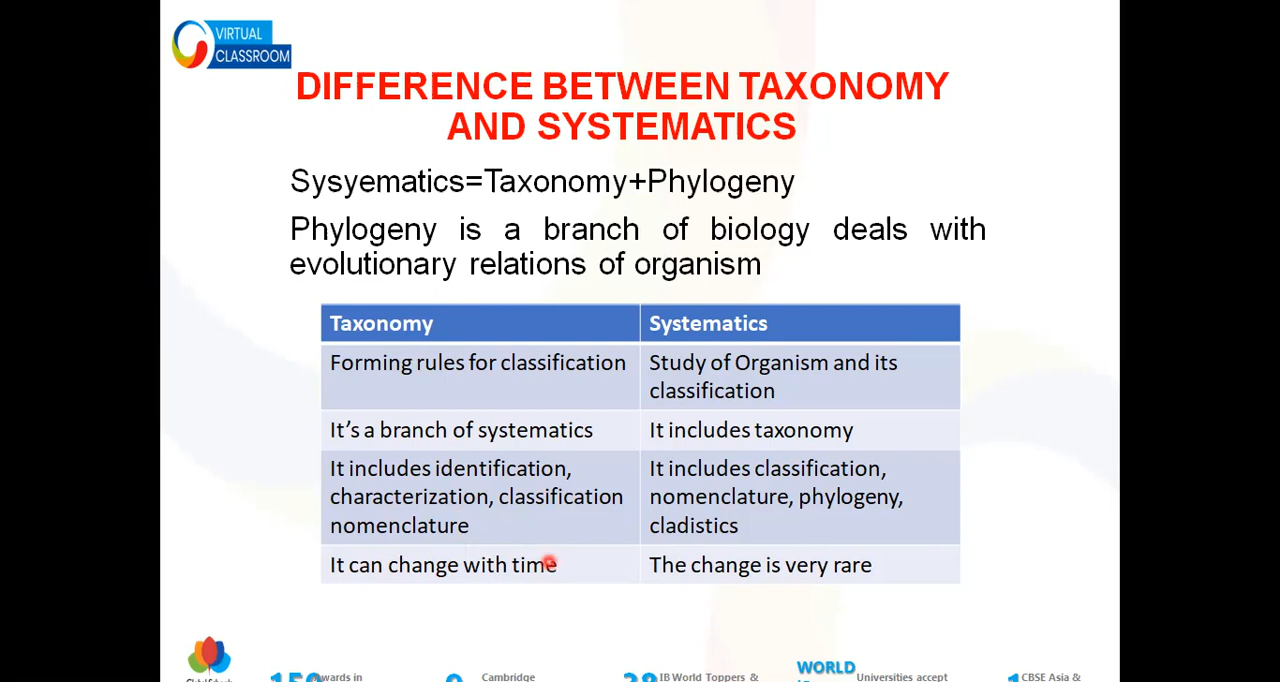 VIRTUAL
CLASSROOM
DIFFERENCE BETWEEN TAXONOMY
AND SYSTEMATICS
Sysyematics=Taxonomy+Phylogeny
Phylogeny is a branch of biology deals with
evolutionary relations of organism
Taxonomy
Systematics
Forming rules for classification
Study of Organism and its
classification
It's a branch of systematics
It includes taxonomy
It includes identification,
characterization, classification
nomenclature
It includes classification,
nomenclature, phylogeny,
cladistics
It can change with time
The change is very rare
Awards in
Cambridge
IB World Toppers &
WORLD
Universities accept
CBSE Asia &